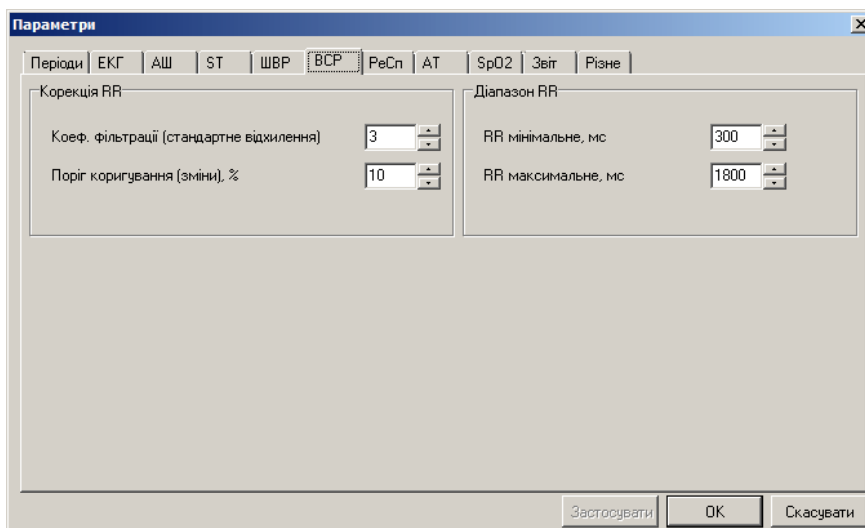 Параметри
Періоди ЕКГ АШ ST ШВР ВСР РеСп АТ SpO2 Звіт Різне
Корекція RR
Коеф. фільтрації (стандартне відхилення) 3
Поріг коригування (зміни), % 10
Діапазон RR
RR мінімальне, мс 300
RR максимальне, мс 1800
Застосувати OK Скасувати